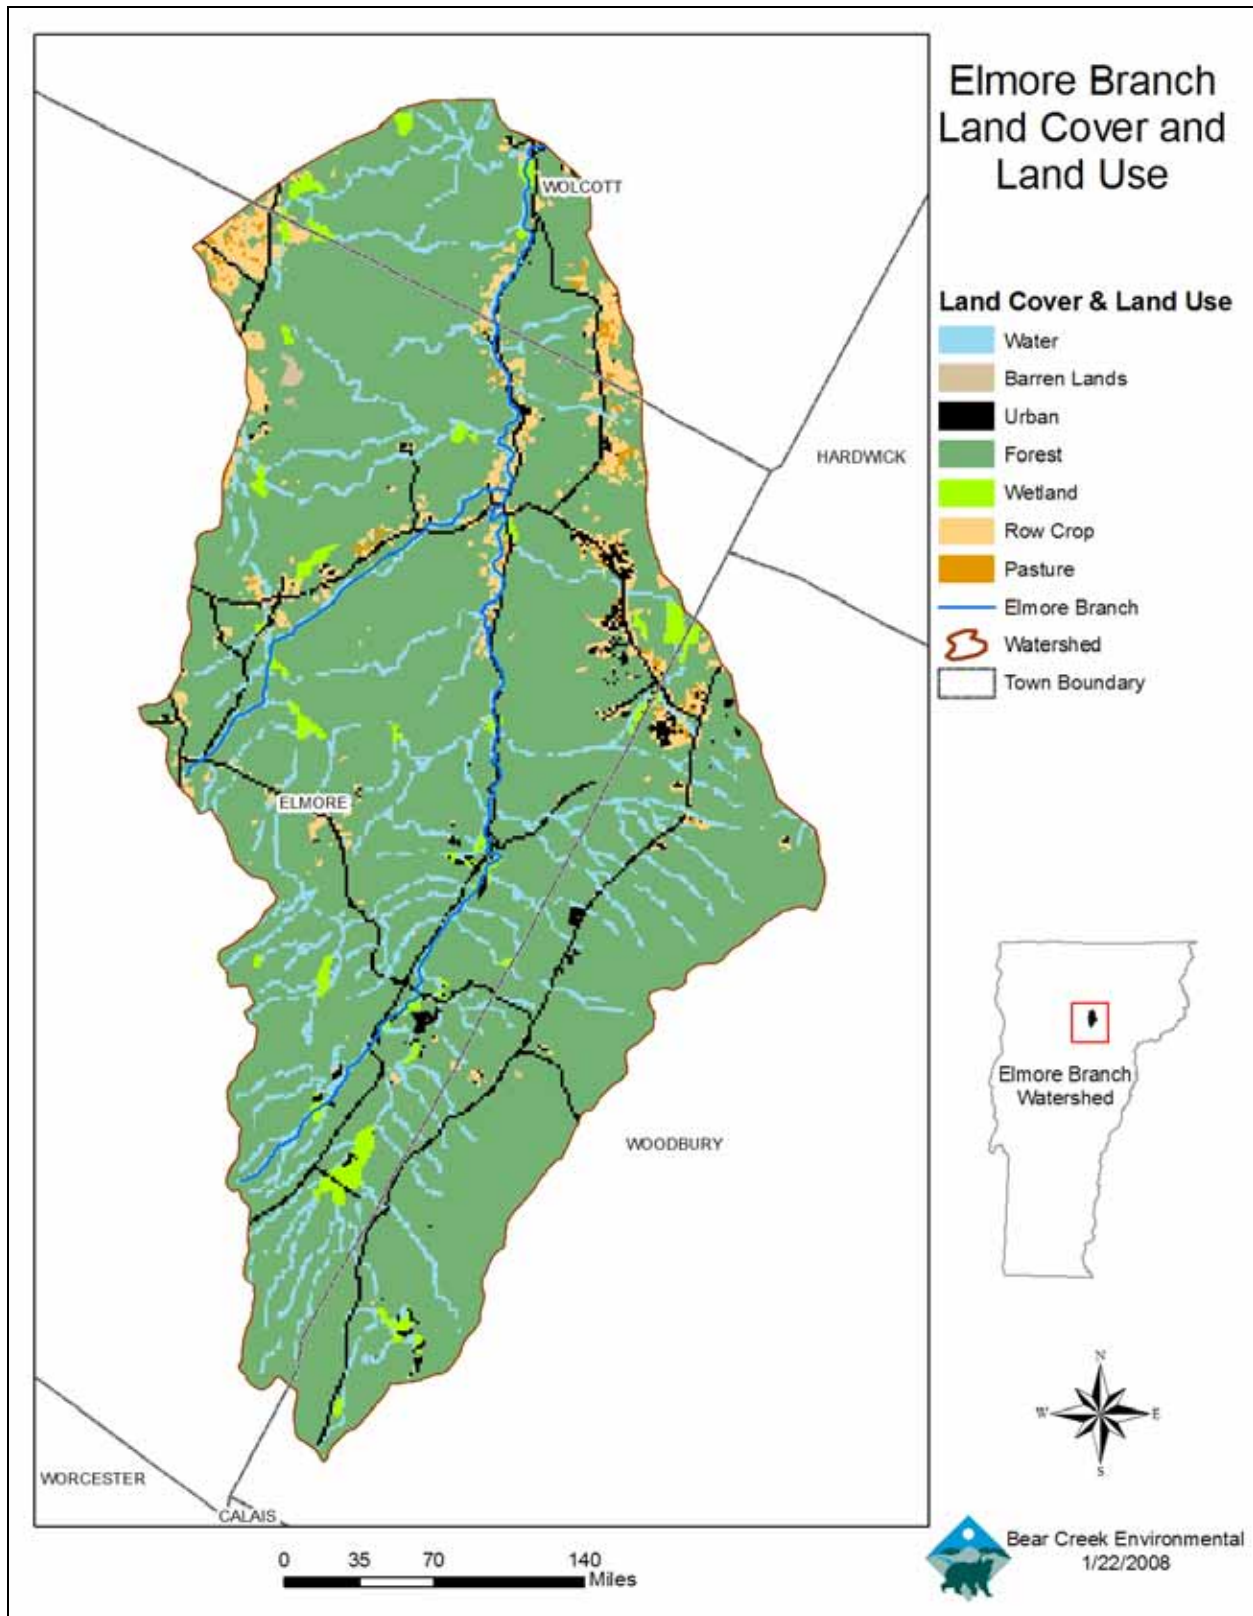 Elmore Branch
Land Cover and
Land Use
Land Cover & Land Use
Water
Barren Lands
Urban
Forest
Wetland
Row Crop
Pasture
Elmore Branch
Watershed
Town Boundary
WOLCOTT
HARDWICK
ELMORE
WOODBURY
WORCESTER
CALAIS
Elmore Branch
Watershed
N
W
E
S
0 35 70 140
Miles
Bear Creek Environmental
1/22/2008